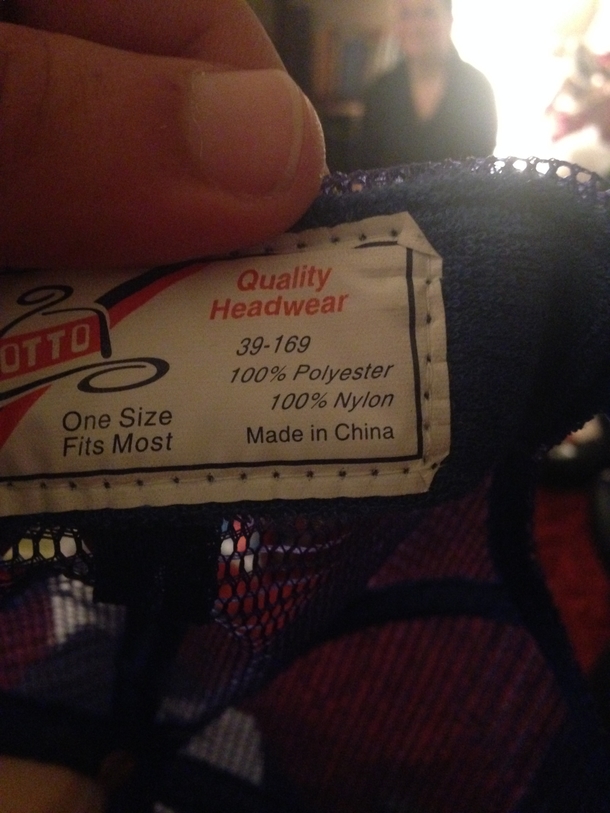 OTTO
One Size
Fits Most
Quality
Headwear
39-169
100% Polyester
100% Nylon
Made in China